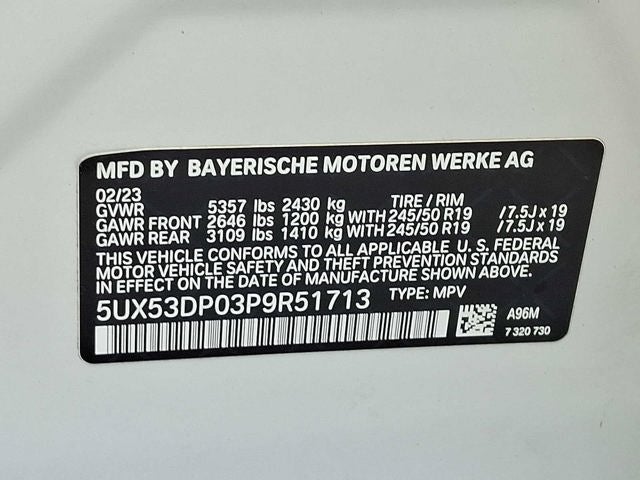 MFD BY BAYERISCHE MOTOREN WERKE AG
02/23
GVWR 5357 lbs 2430 kg TIRE / RIM
GAWR FRONT 2646 lbs 1200 kg WITH 245/50 R19 / 7.5J x 19
GAWR REAR 3109 lbs 1410 kg WITH 245/50 R19 / 7.5J x 19
THIS VEHICLE CONFORMS TO ALL APPLICABLE U. S. FEDERAL
MOTOR VEHICLE SAFETY AND THEFT PREVENTION STANDARDS
IN EFFECT ON THE DATE OF MANUFACTURE SHOWN ABOVE.
5UX53DP03P9R51713 TYPE: MPV
A96M
7 320 730